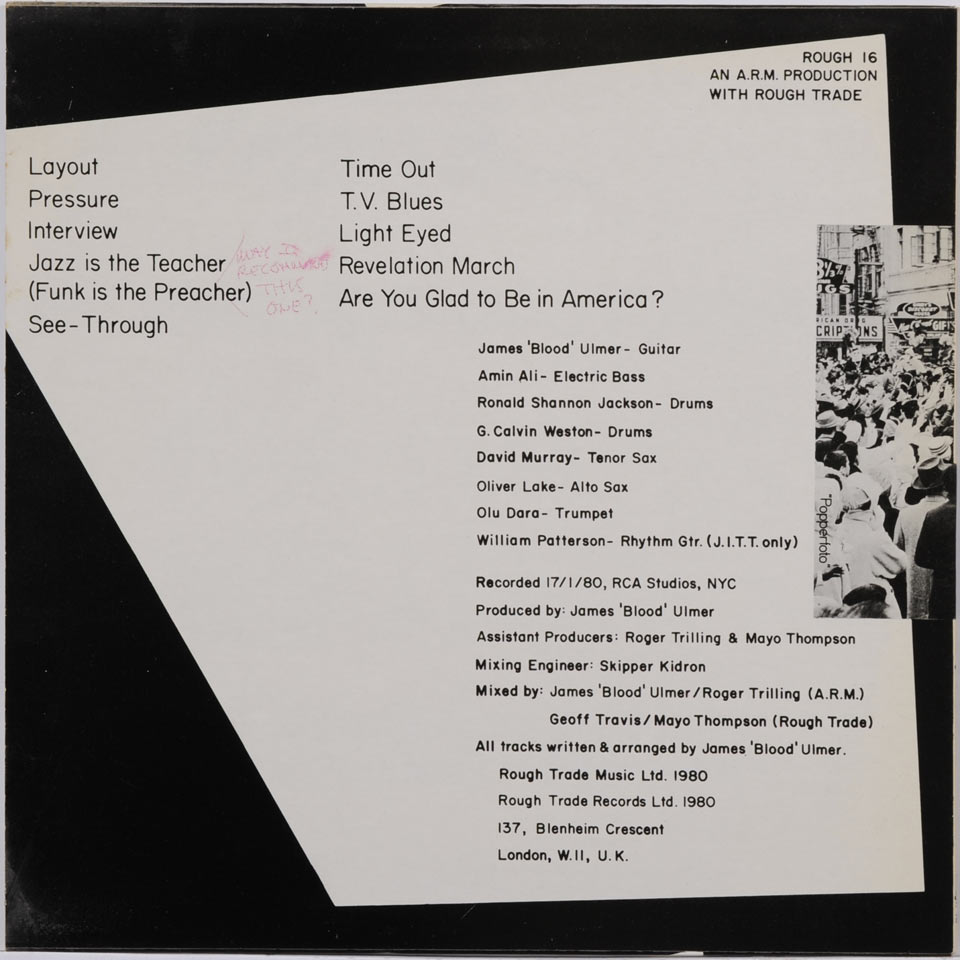 ROUGH 16
AN A.R.M. PRODUCTION
WITH ROUGH TRADE
Layout
Pressure
Interview
Jazz is the Teacher
(Funk is the Preacher)
See-Through
MAY I
RECOMMEND
THIS
ONE?
Time Out
T.V. Blues
Light Eyed
Revelation March
Are You Glad to Be in America?
James 'Blood' Ulmer- Guitar
Amin Ali- Electric Bass
Ronald Shannon Jackson- Drums
G. Calvin Weston- Drums
David Murray- Tenor Sax
Oliver Lake- Alto Sax
Olu Dara- Trumpet
William Patterson- Rhythm Gtr. (J.I.T.T. only)
Recorded 17/1/80, RCA Studios, NYC
Produced by: James 'Blood' Ulmer
Assistant Producers: Roger Trilling & Mayo Thompson
Mixing Engineer: Skipper Kidron
Mixed by: James 'Blood' Ulmer/Roger Trilling (A.R.M.)
Geoff Travis/Mayo Thompson (Rough Trade)
All tracks written & arranged by James 'Blood' Ulmer.
Rough Trade Music Ltd. 1980
Rough Trade Records Ltd. 1980
137, Blenheim Crescent
London, W.11, U.K.
"Popperfoto